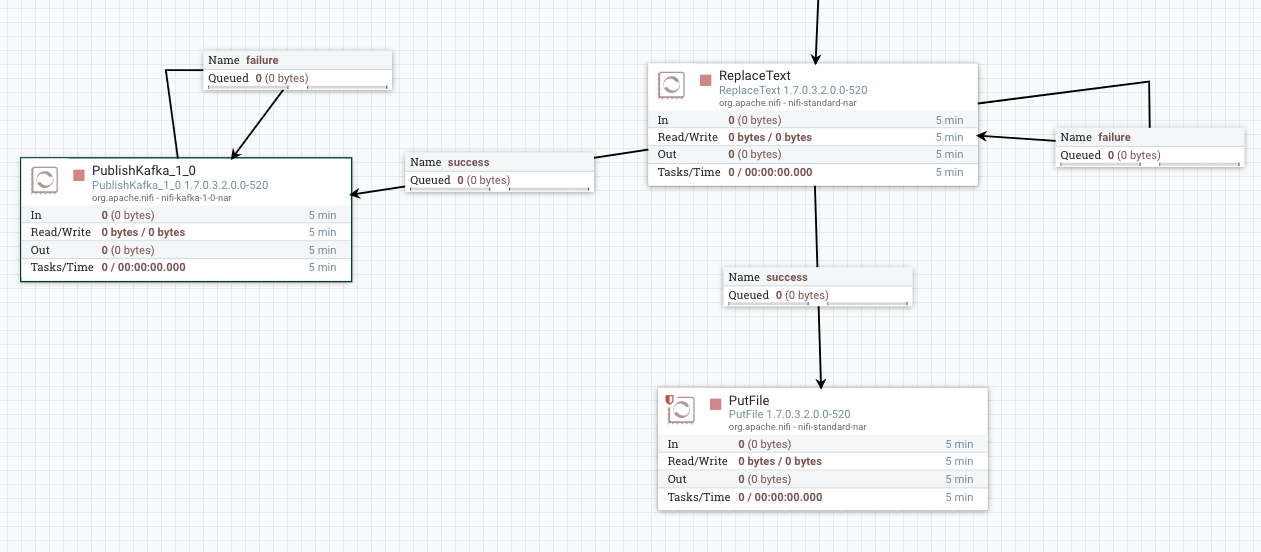 Name failure
Queued 0 (0 bytes)
PublishKafka_1_0
PublishKafka_1_0 1.7.0.3.2.0.0-520
org.apache.nifi - nifi-kafka-1-0-nar
In 0 (0 bytes) 5 min
Read/Write 0 bytes / 0 bytes 5 min
Out 0 (0 bytes) 5 min
Tasks/Time 0 / 00:00:00.000 5 min
Name success
Queued 0 (0 bytes)
ReplaceText
ReplaceText 1.7.0.3.2.0.0-520
org.apache.nifi - nifi-standard-nar
In 0 (0 bytes) 5 min
Read/Write 0 bytes / 0 bytes 5 min
Out 0 (0 bytes) 5 min
Tasks/Time 0 / 00:00:00.000 5 min
Name failure
Queued 0 (0 bytes)
Name success
Queued 0 (0 bytes)
PutFile
PutFile 1.7.0.3.2.0.0-520
org.apache.nifi - nifi-standard-nar
In 0 (0 bytes) 5 min
Read/Write 0 bytes / 0 bytes 5 min
Out 0 (0 bytes) 5 min
Tasks/Time 0 / 00:00:00.000 5 min